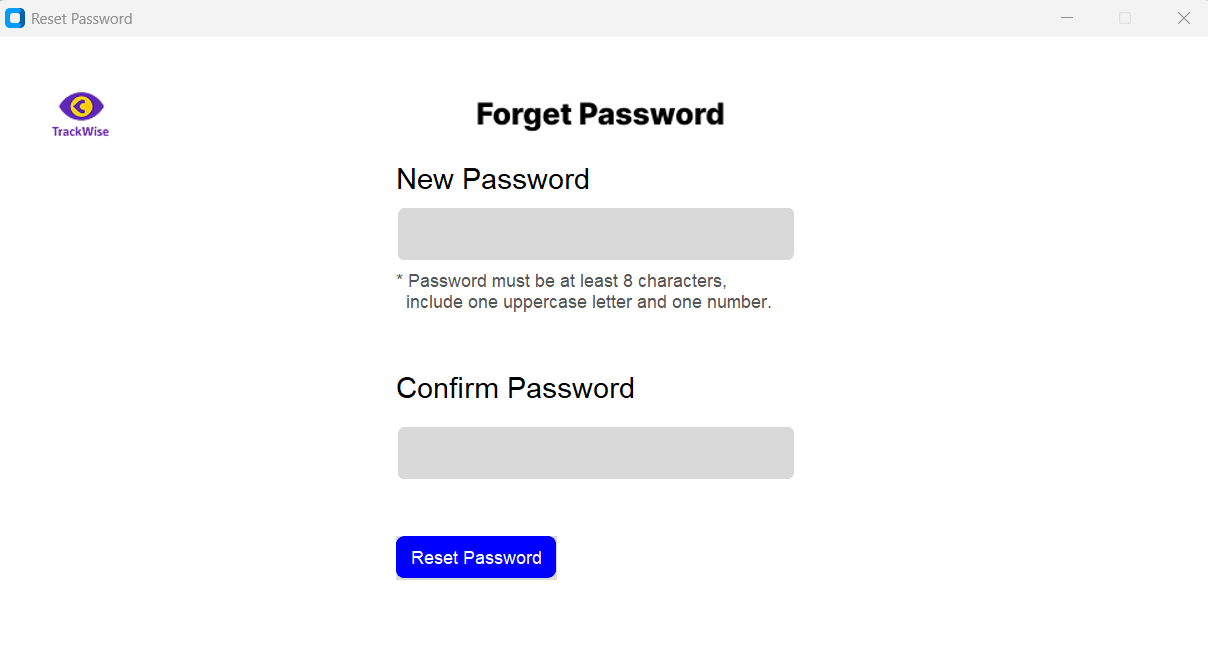 Reset Password
TrackWise
Forget Password
New Password
* Password must be at least 8 characters,
include one uppercase letter and one number.
Confirm Password
Reset Password